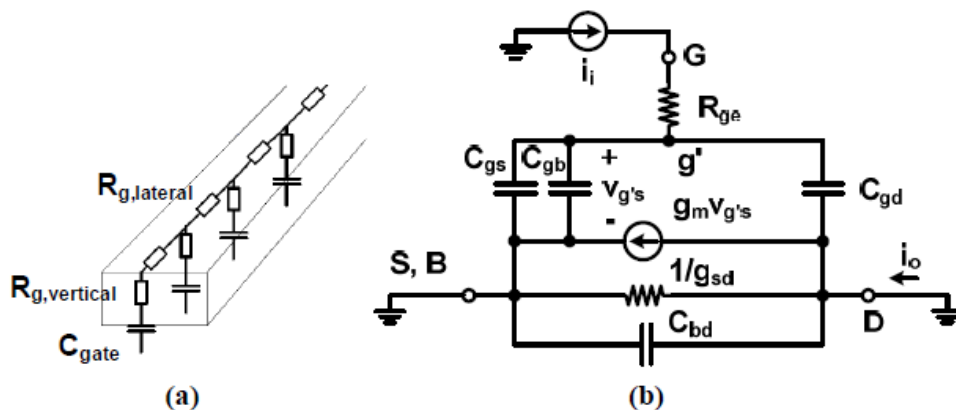 R_g,lateral
R_g,vertical
C_gate
(a)
i_i
G
R_ge
C_gs
C_gb
+
v_g's
-
g'
g_m v_g's
C_gd
S, B
1/g_sd
i_o
D
C_bd
(b)